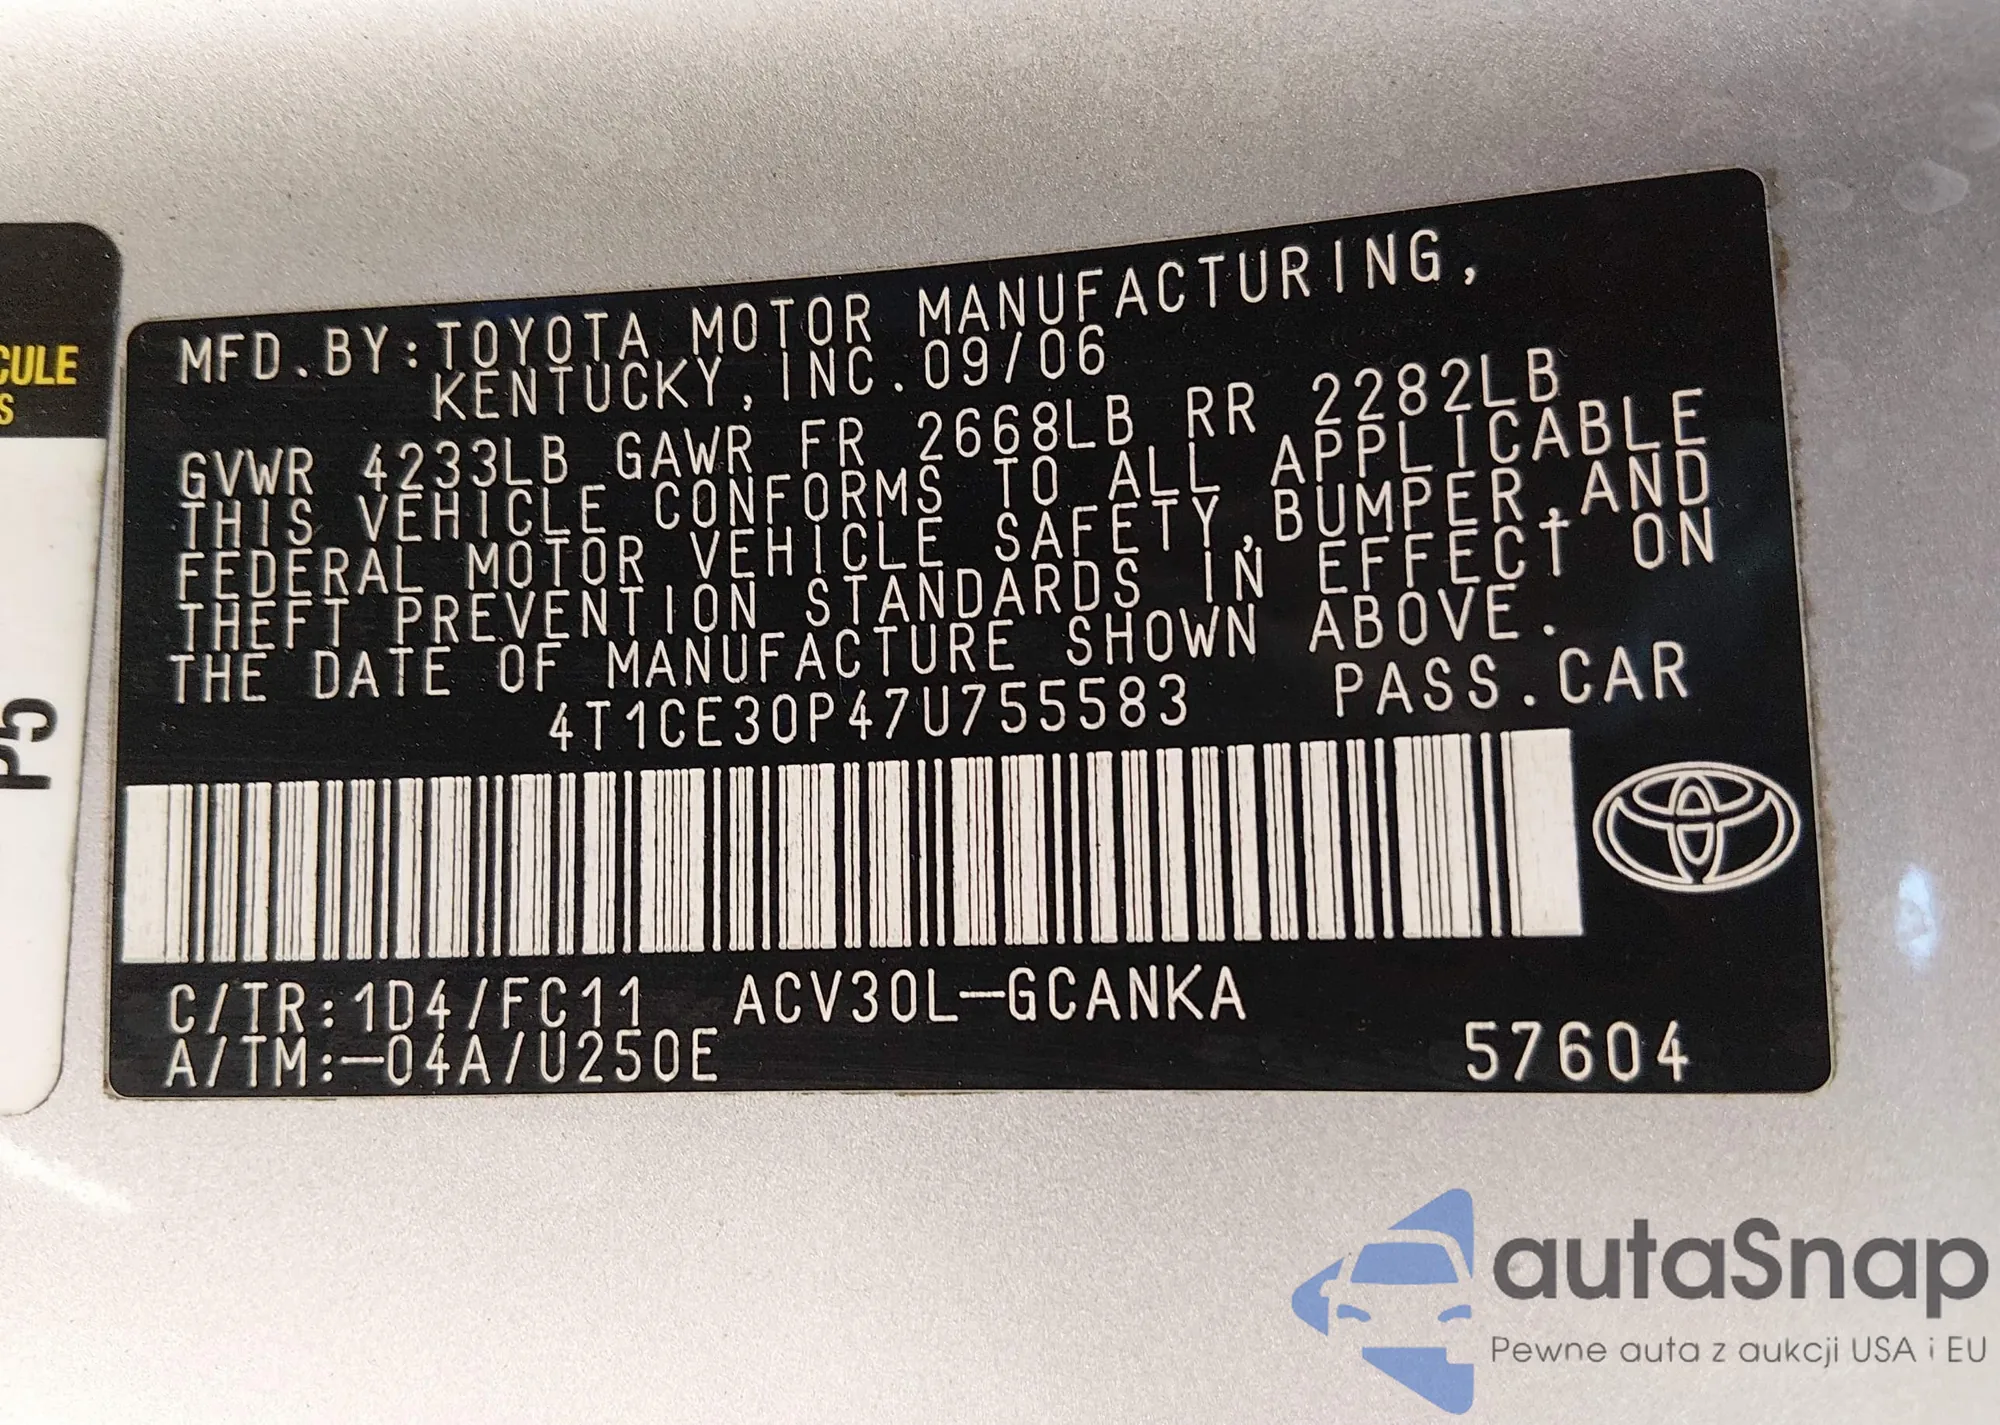 CULE
S
P5
MFD.BY:TOYOTA MOTOR MANUFACTURING,
KENTUCKY, INC.09/06
GVWR 4233LB GAWR FR 2668LB RR 2282LB
THIS VEHICLE CONFORMS TO ALL APPLICABLE
FEDERAL MOTOR VEHICLE SAFETY,BUMPER,AND
THEFT PREVENTION STANDARDS IN EFFECT ON
THE DATE OF MANUFACTURE SHOWN ABOVE.
4T1CE30P47U755583 PASS.CAR
C/TR:1D4/FC11 ACV30L-GCANKA
A/TM:-04A/U250E 57604
autaSnap
Pewne auta z aukcji USA i EU